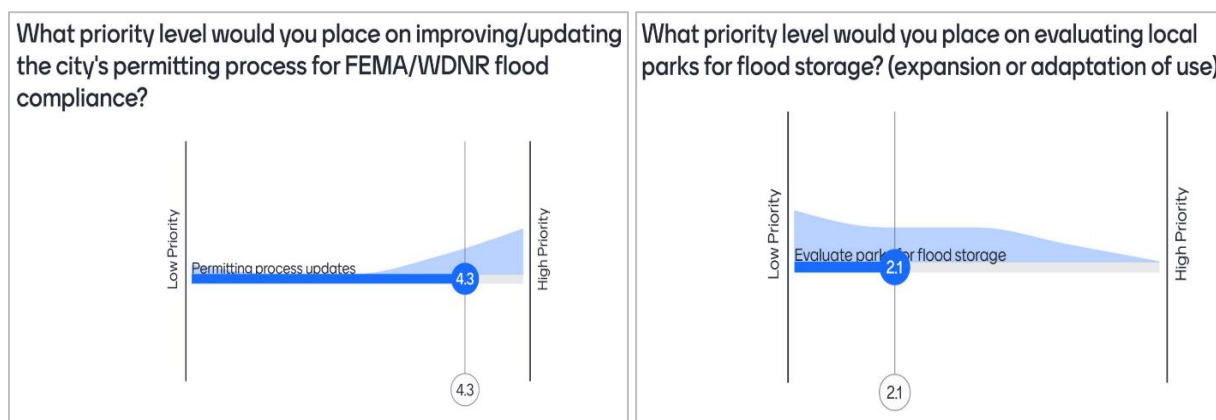 What priority level would you place on improving/updating
the city's permitting process for FEMA/WDNR flood
compliance?
Low Priority
Permitting process updates
4.3
High Priority
4.3
What priority level would you place on evaluating local
parks for flood storage? (expansion or adaptation of use)
Low Priority
Evaluate parks for flood storage
2.1
High Priority
2.1